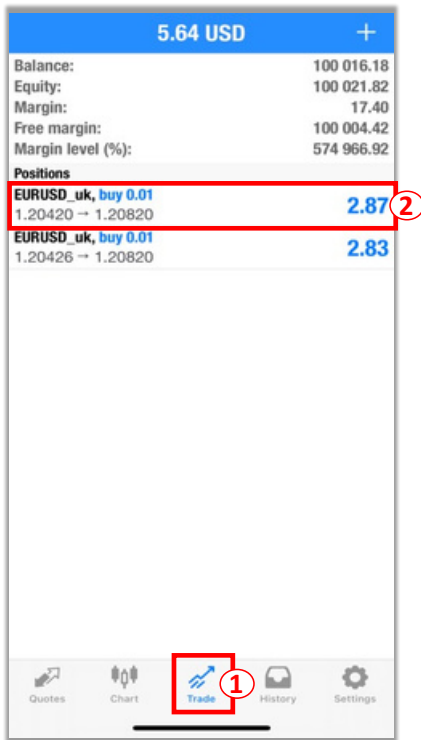 5.64 USD +
Balance: 100 016.18
Equity: 100 021.82
Margin: 17.40
Free margin: 100 004.42
Margin level (%): 574 966.92
Positions
EURUSD_uk, buy 0.01
1.20420 → 1.20820 2.87 ②
EURUSD_uk, buy 0.01
1.20426 → 1.20820 2.83
①
Quotes Chart Trade History Settings